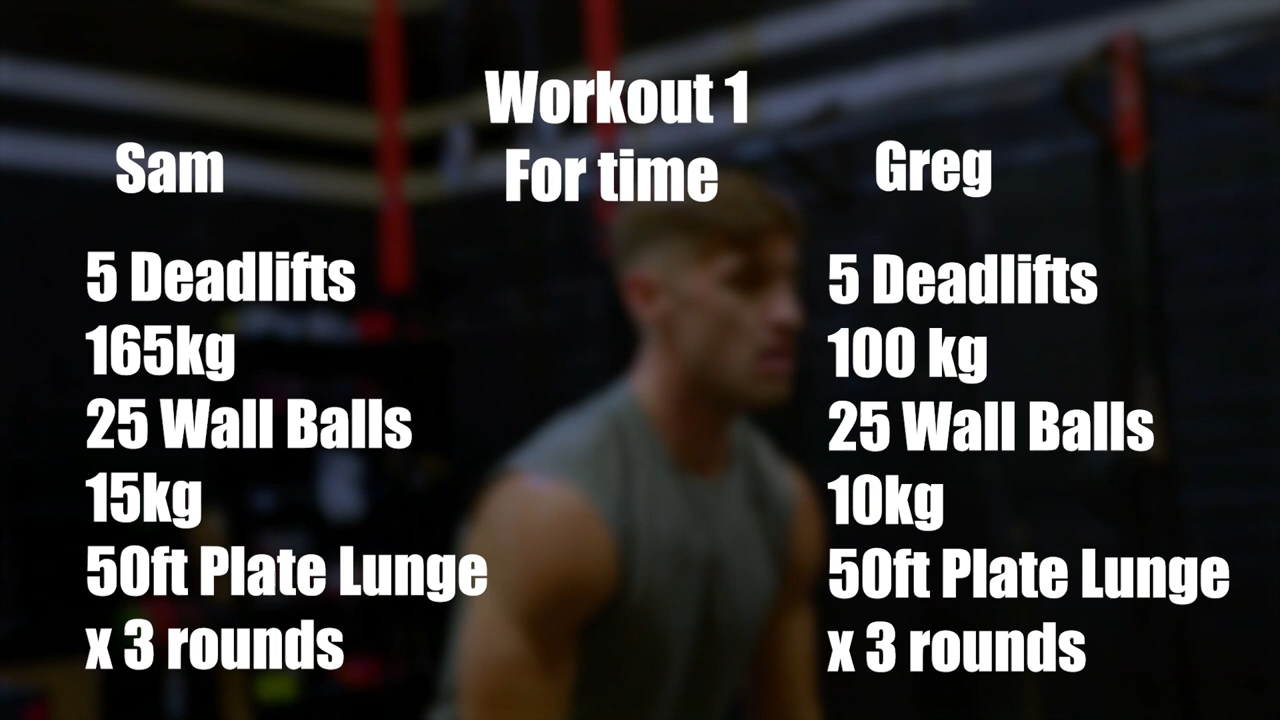 Workout 1
For time
Sam
5 Deadlifts
165kg
25 Wall Balls
15kg
50ft Plate Lunge
x 3 rounds
Greg
5 Deadlifts
100 kg
25 Wall Balls
10kg
50ft Plate Lunge
x 3 rounds